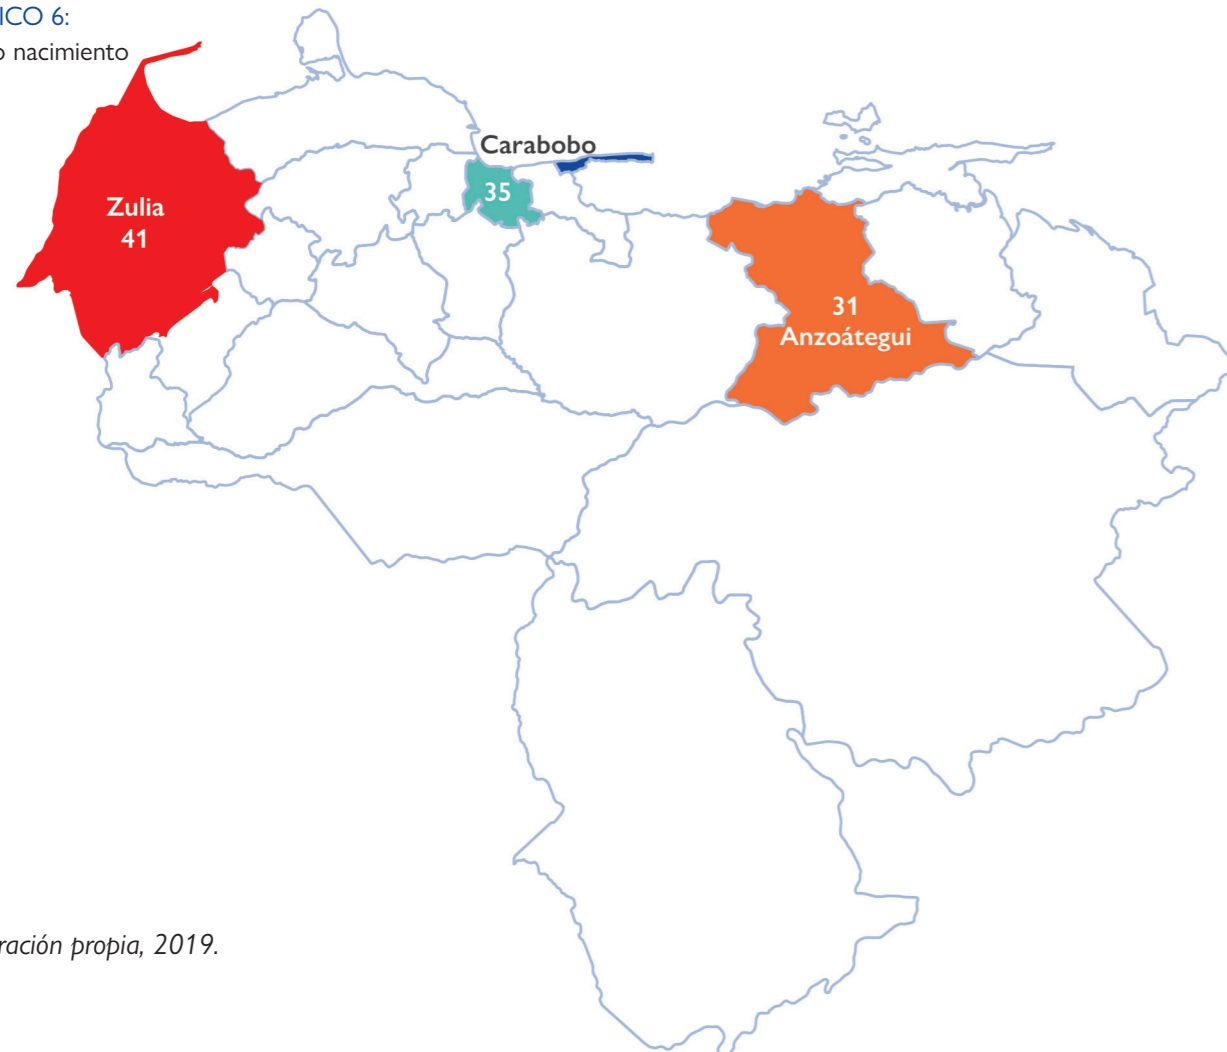 ICO 6:
o nacimiento
Carabobo
35
Zulia
41
31
Anzoátegui
ración propia, 2019.